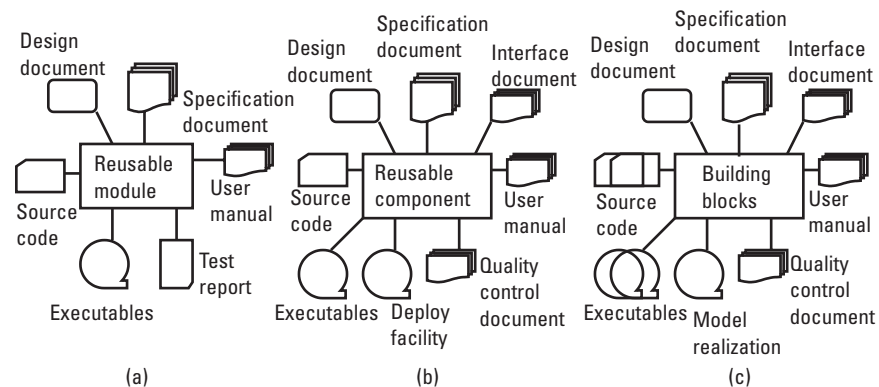 Design
document
Specification
document
Reusable
module
Source
code
User
manual
Executables
Test
report
(a)
Design
document
Specification
document
Interface
document
Reusable
component
Source
code
User
manual
Executables
Deploy
facility
Quality
control
document
(b)
Design
document
Specification
document
Interface
document
Building
blocks
Source
code
User
manual
Executables
Model
realization
Quality
control
document
(c)